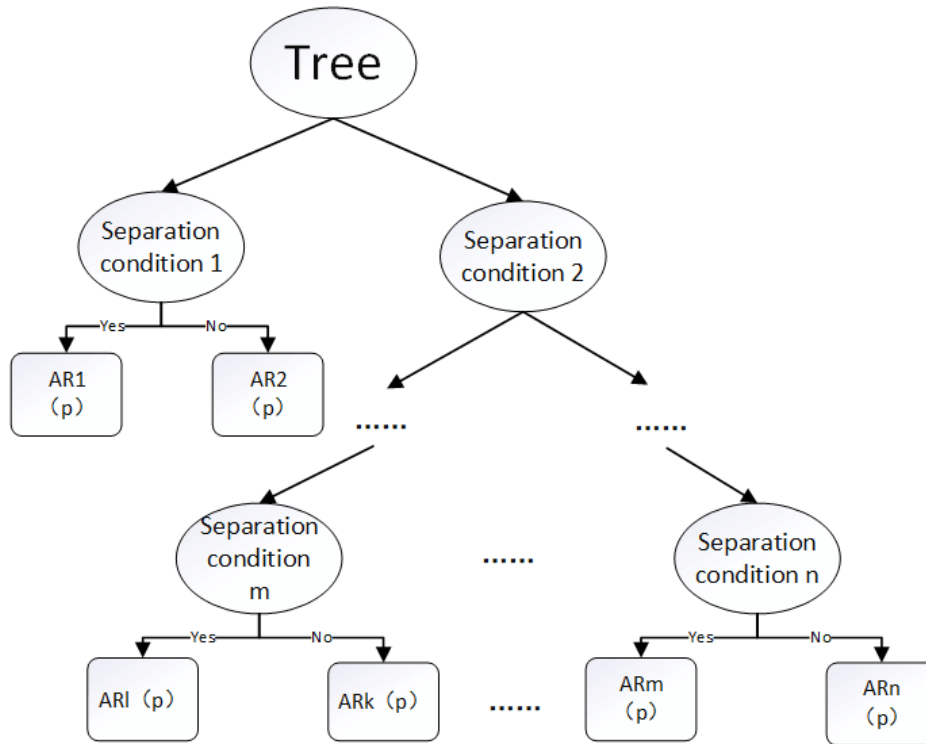 Tree
Separation
condition 1
Separation
condition 2
Yes
No
AR1
（p）
AR2
（p）
......
......
Separation
condition
m
......
Separation
condition n
Yes
No
Yes
No
ARl（p）
ARk（p）
......
ARm
（p）
ARn
（p）